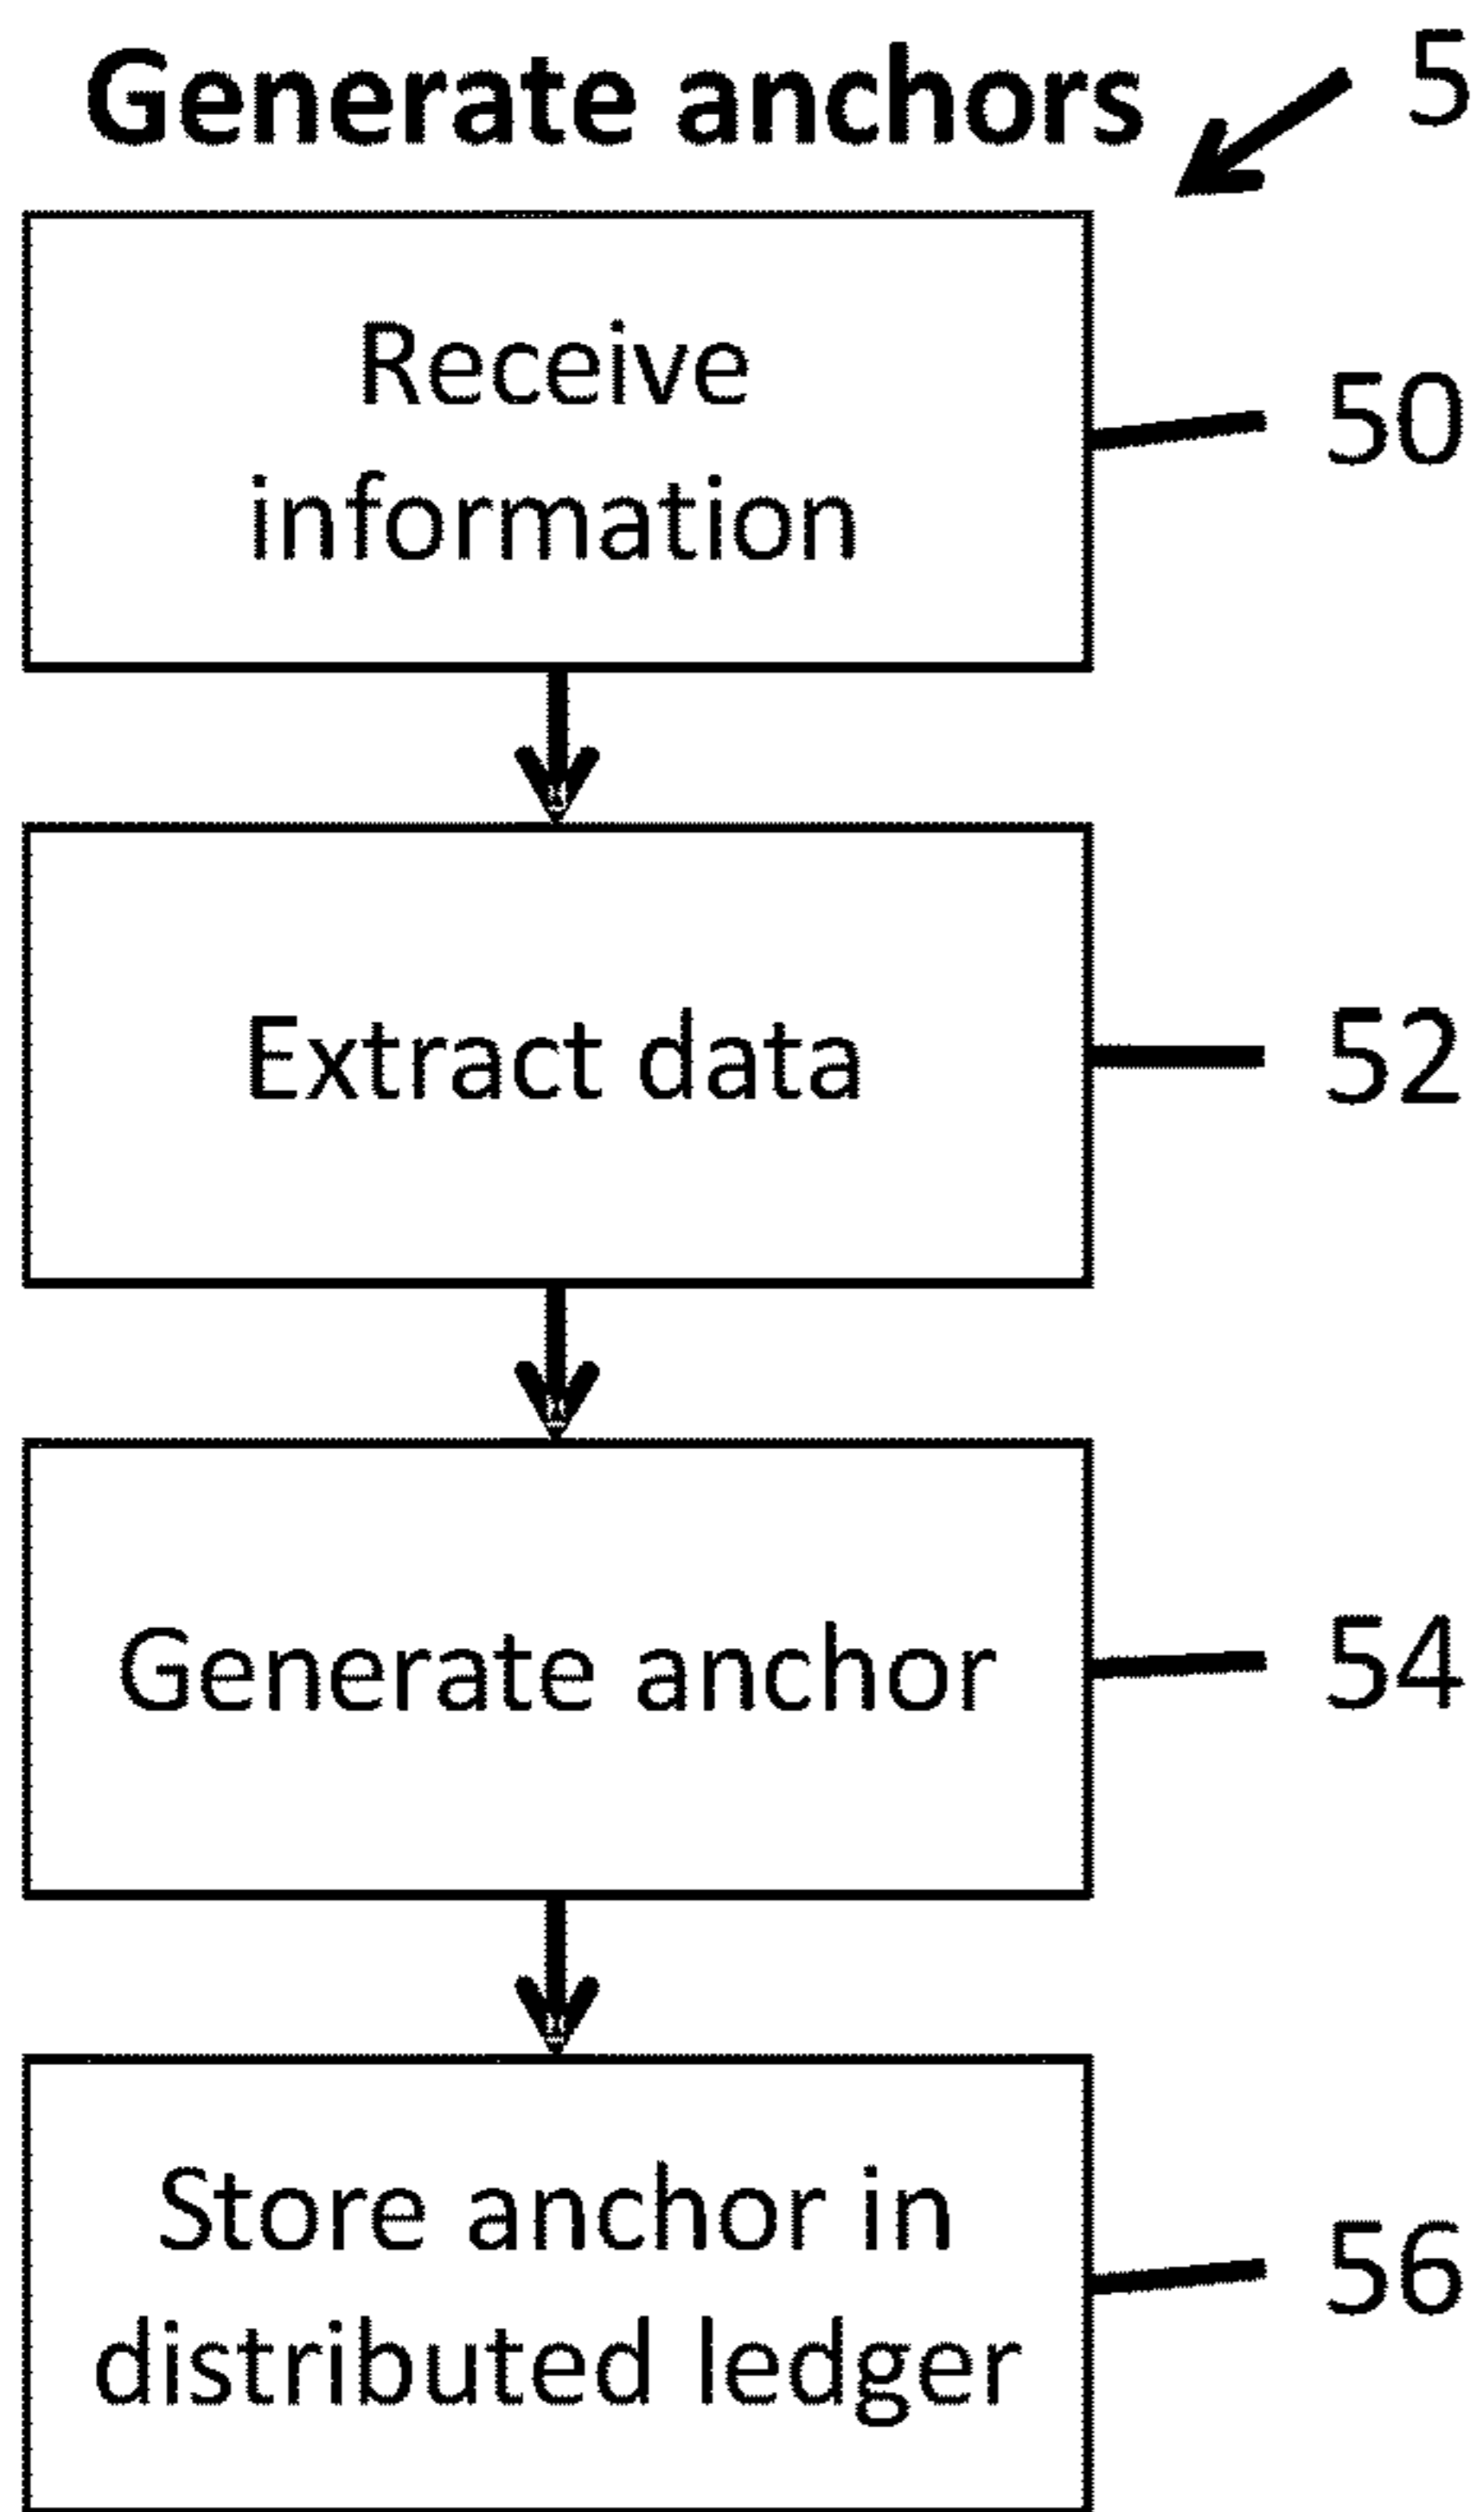 Generate anchors
5
Receive
information
50
Extract data
52
Generate anchor
54
Store anchor in
distributed ledger
56